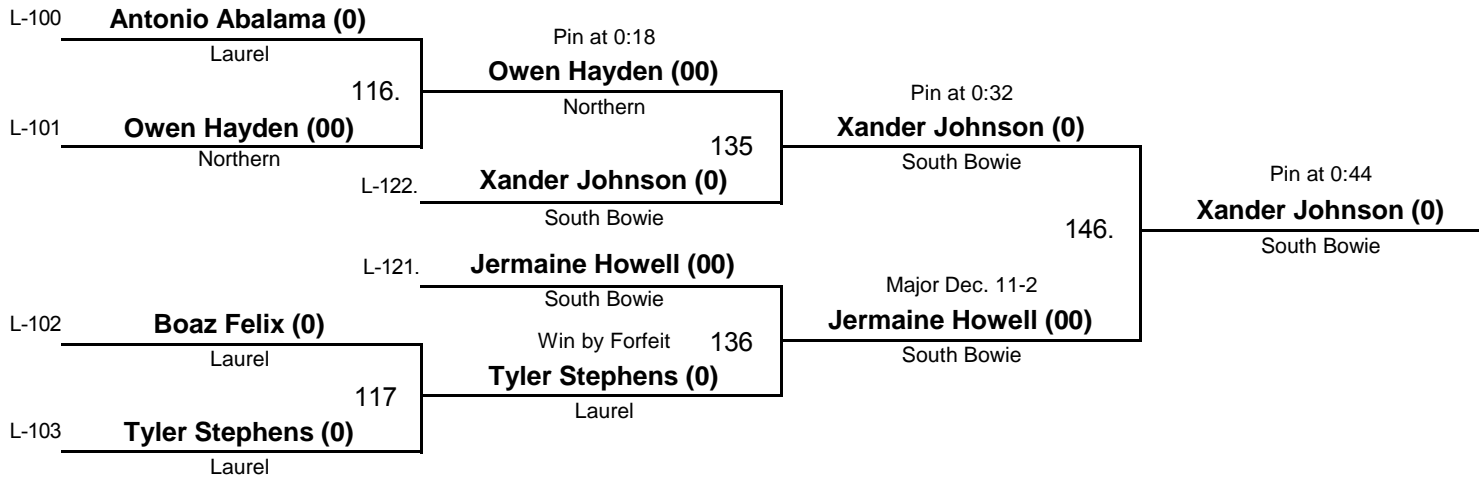 L-100
Antonio Abalama (0)
Laurel
116.
L-101
Owen Hayden (00)
Northern
Pin at 0:18
Owen Hayden (00)
Northern
135
L-122.
Xander Johnson (0)
South Bowie
Pin at 0:32
Xander Johnson (0)
South Bowie
146.
Pin at 0:44
Xander Johnson (0)
South Bowie
L-121.
Jermaine Howell (00)
South Bowie
L-102
Boaz Felix (0)
Laurel
117
L-103
Tyler Stephens (0)
Laurel
Win by Forfeit
136
Tyler Stephens (0)
Laurel
Major Dec. 11-2
Jermaine Howell (00)
South Bowie